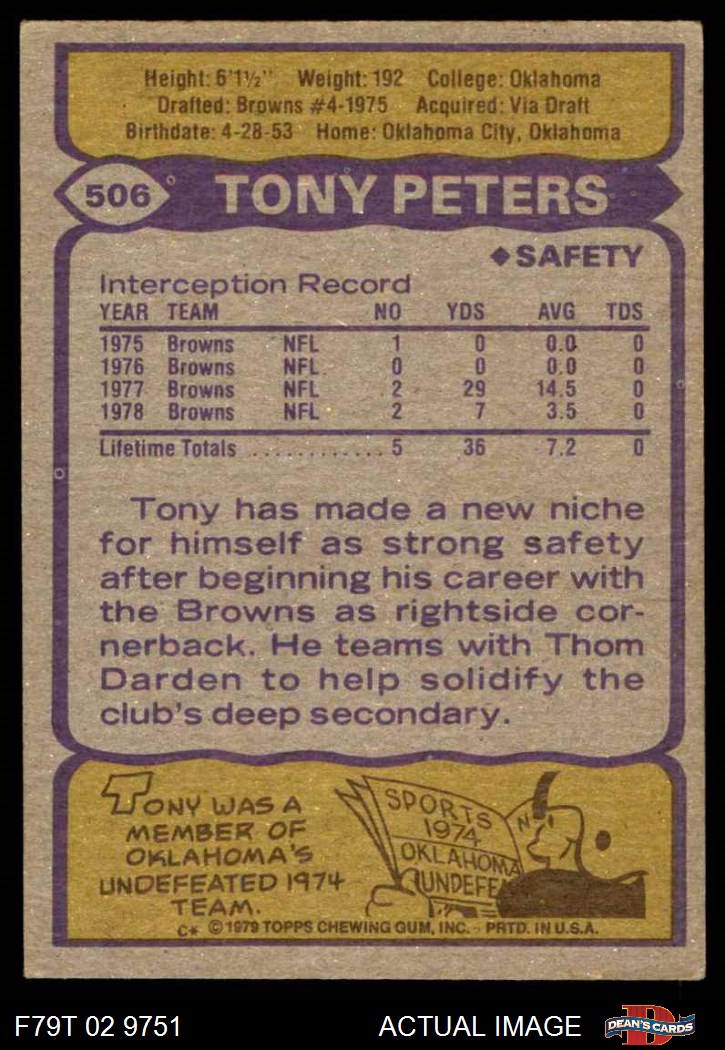 Height: 6'1½" Weight: 192 College: Oklahoma
Drafted: Browns #4-1975 Acquired: Via Draft
Birthdate: 4-28-53 Home: Oklahoma City, Oklahoma
506 TONY PETERS
◆SAFETY
Interception Record
YEAR TEAM NO YDS AVG TDS
1975 Browns NFL 1 0 0.0 0
1976 Browns NFL 0 0 0.0 0
1977 Browns NFL 2 29 14.5 0
1978 Browns NFL 2 7 3.5 0
Lifetime Totals ............ 5 36 7.2 0
Tony has made a new niche
for himself as strong safety
after beginning his career with
the Browns as rightside cor-
nerback. He teams with Thom
Darden to help solidify the
club's deep secondary.
TONY WAS A
MEMBER OF
OKLAHOMA'S
UNDEFEATED 1974
TEAM.
SPORTS
1974
OKLAHOMA
UNDEFE
C* © 1979 TOPPS CHEWING GUM, INC. - PRTD. IN U.S.A.
F79T 02 9751 ACTUAL IMAGE
D
DEAN'S CARDS